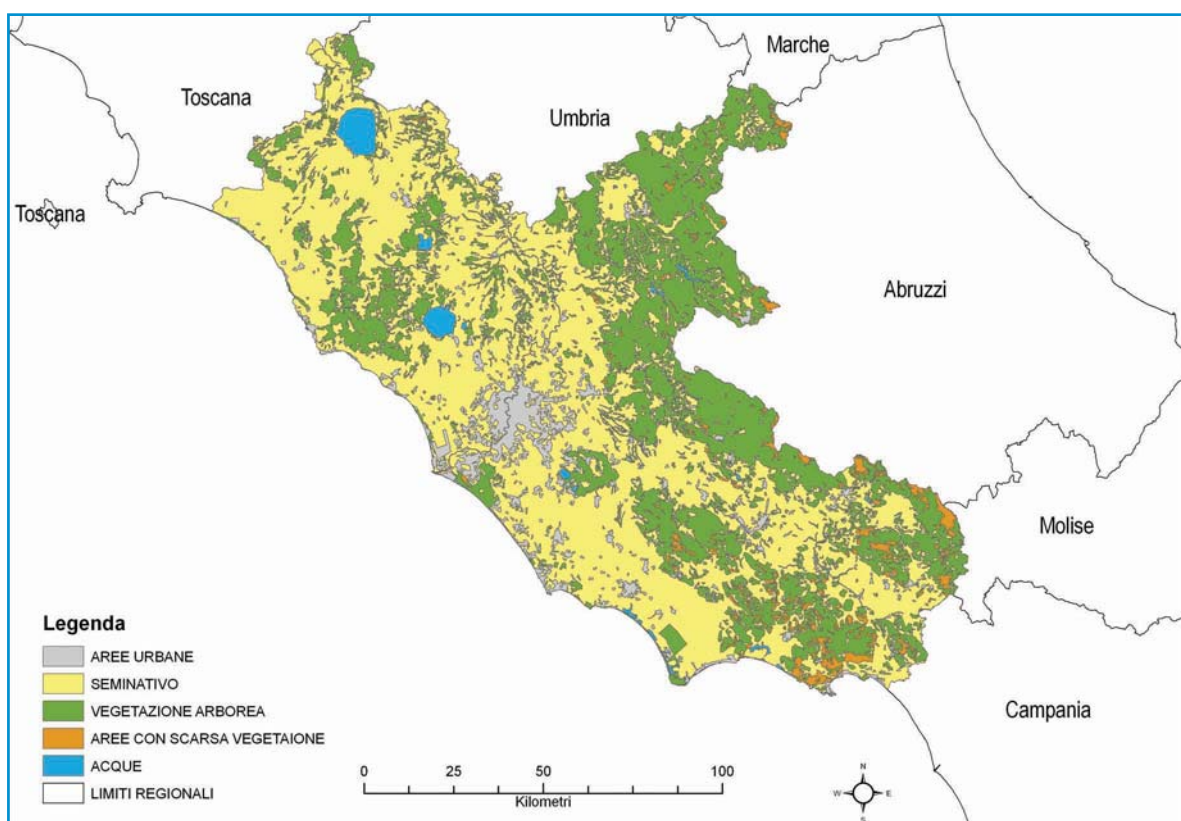 Marche
Toscana
Umbria
Toscana
Abruzzi
Molise
Campania
Legenda
AREE URBANE
SEMINATIVO
VEGETAZIONE ARBOREA
AREE CON SCARSA VEGETAIONE
ACQUE
LIMITI REGIONALI
0 25 50 100
Kilometri
N
W E
S